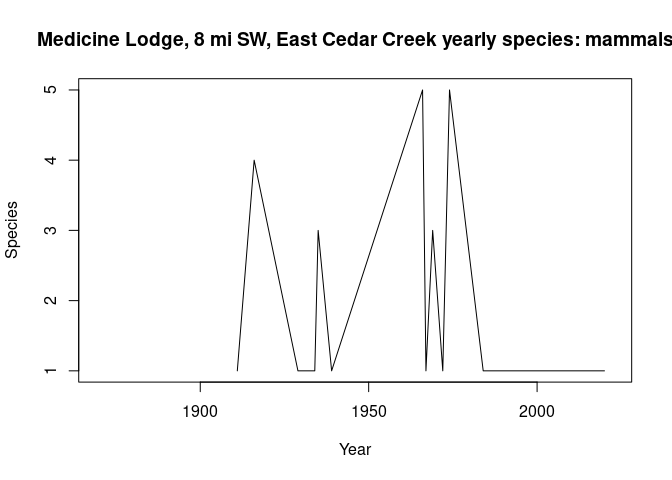 Medicine Lodge, 8 mi SW, East Cedar Creek yearly species: mammals
5
4
3
2
1
Species
1900 1950 2000
Year